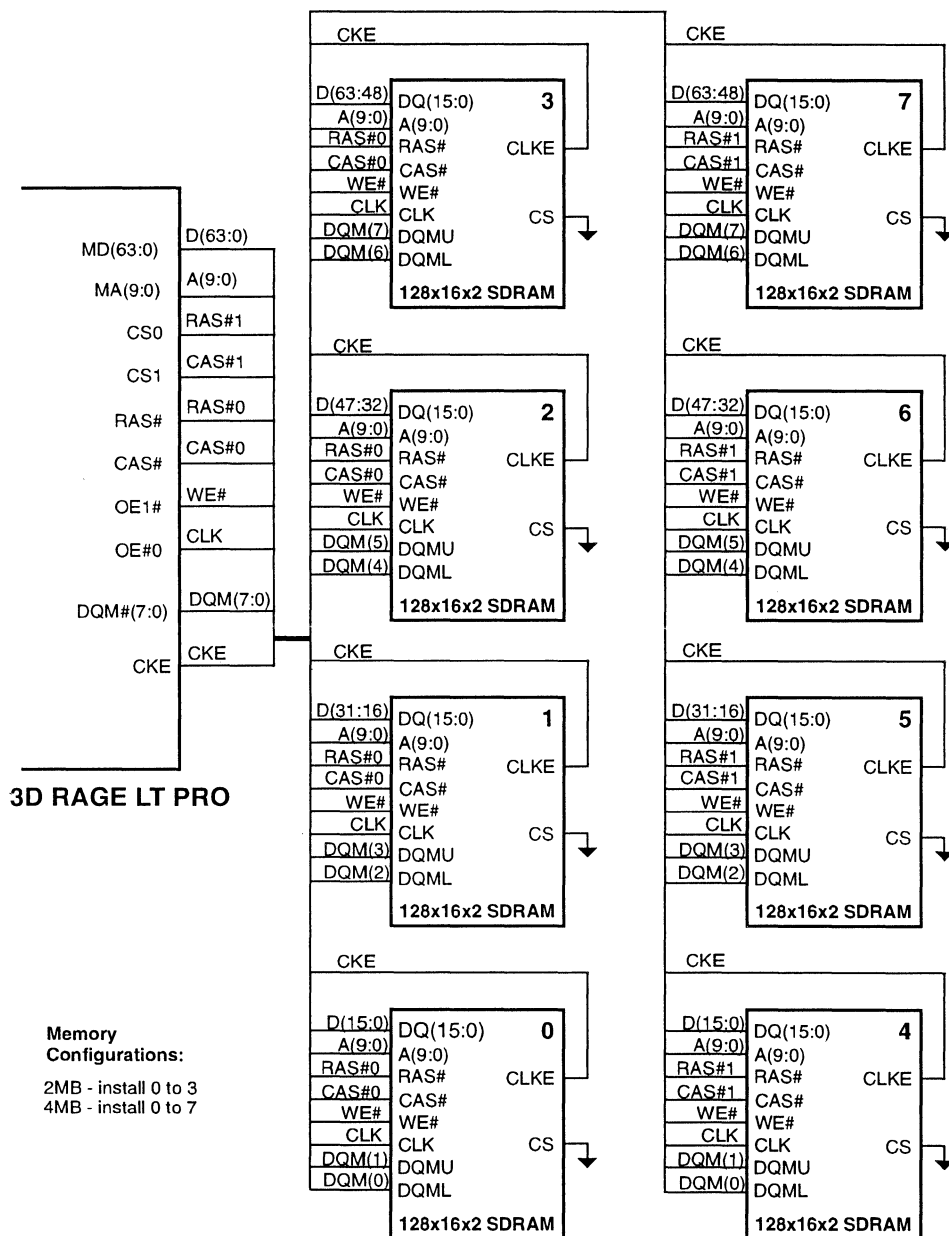 MD(63:0) D(63:0)
MA(9:0) A(9:0)
CS0 RAS#1
CS1 CAS#1
RAS# RAS#0
CAS# CAS#0
OE1# WE#
OE#0 CLK
DQM#(7:0) DQM(7:0)
CKE CKE
3D RAGE LT PRO
Memory
Configurations:
2MB - install 0 to 3
4MB - install 0 to 7
CKE
D(63:48) DQ(15:0) 3
A(9:0) A(9:0)
RAS#0 RAS# CLKE
CAS#0 CAS#
WE# WE#
CLK CLK CS
DQM(7) DQMU
DQM(6) DQML
128x16x2 SDRAM
CKE
D(47:32) DQ(15:0) 2
A(9:0) A(9:0)
RAS#0 RAS# CLKE
CAS#0 CAS#
WE# WE#
CLK CLK CS
DQM(5) DQMU
DQM(4) DQML
128x16x2 SDRAM
CKE
D(31:16) DQ(15:0) 1
A(9:0) A(9:0)
RAS#0 RAS# CLKE
CAS#0 CAS#
WE# WE#
CLK CLK CS
DQM(3) DQMU
DQM(2) DQML
128x16x2 SDRAM
CKE
D(15:0) DQ(15:0) 0
A(9:0) A(9:0)
RAS#0 RAS# CLKE
CAS#0 CAS#
WE# WE#
CLK CLK CS
DQM(1) DQMU
DQM(0) DQML
128x16x2 SDRAM
CKE
D(63:48) DQ(15:0) 7
A(9:0) A(9:0)
RAS#1 RAS# CLKE
CAS#1 CAS#
WE# WE#
CLK CLK CS
DQM(7) DQMU
DQM(6) DQML
128x16x2 SDRAM
CKE
D(47:32) DQ(15:0) 6
A(9:0) A(9:0)
RAS#1 RAS# CLKE
CAS#1 CAS#
WE# WE#
CLK CLK CS
DQM(5) DQMU
DQM(4) DQML
128x16x2 SDRAM
CKE
D(31:16) DQ(15:0) 5
A(9:0) A(9:0)
RAS#1 RAS# CLKE
CAS#1 CAS#
WE# WE#
CLK CLK CS
DQM(3) DQMU
DQM(2) DQML
128x16x2 SDRAM
CKE
D(15:0) DQ(15:0) 4
A(9:0) A(9:0)
RAS#1 RAS# CLKE
CAS#1 CAS#
WE# WE#
CLK CLK CS
DQM(1) DQMU
DQM(0) DQML
128x16x2 SDRAM